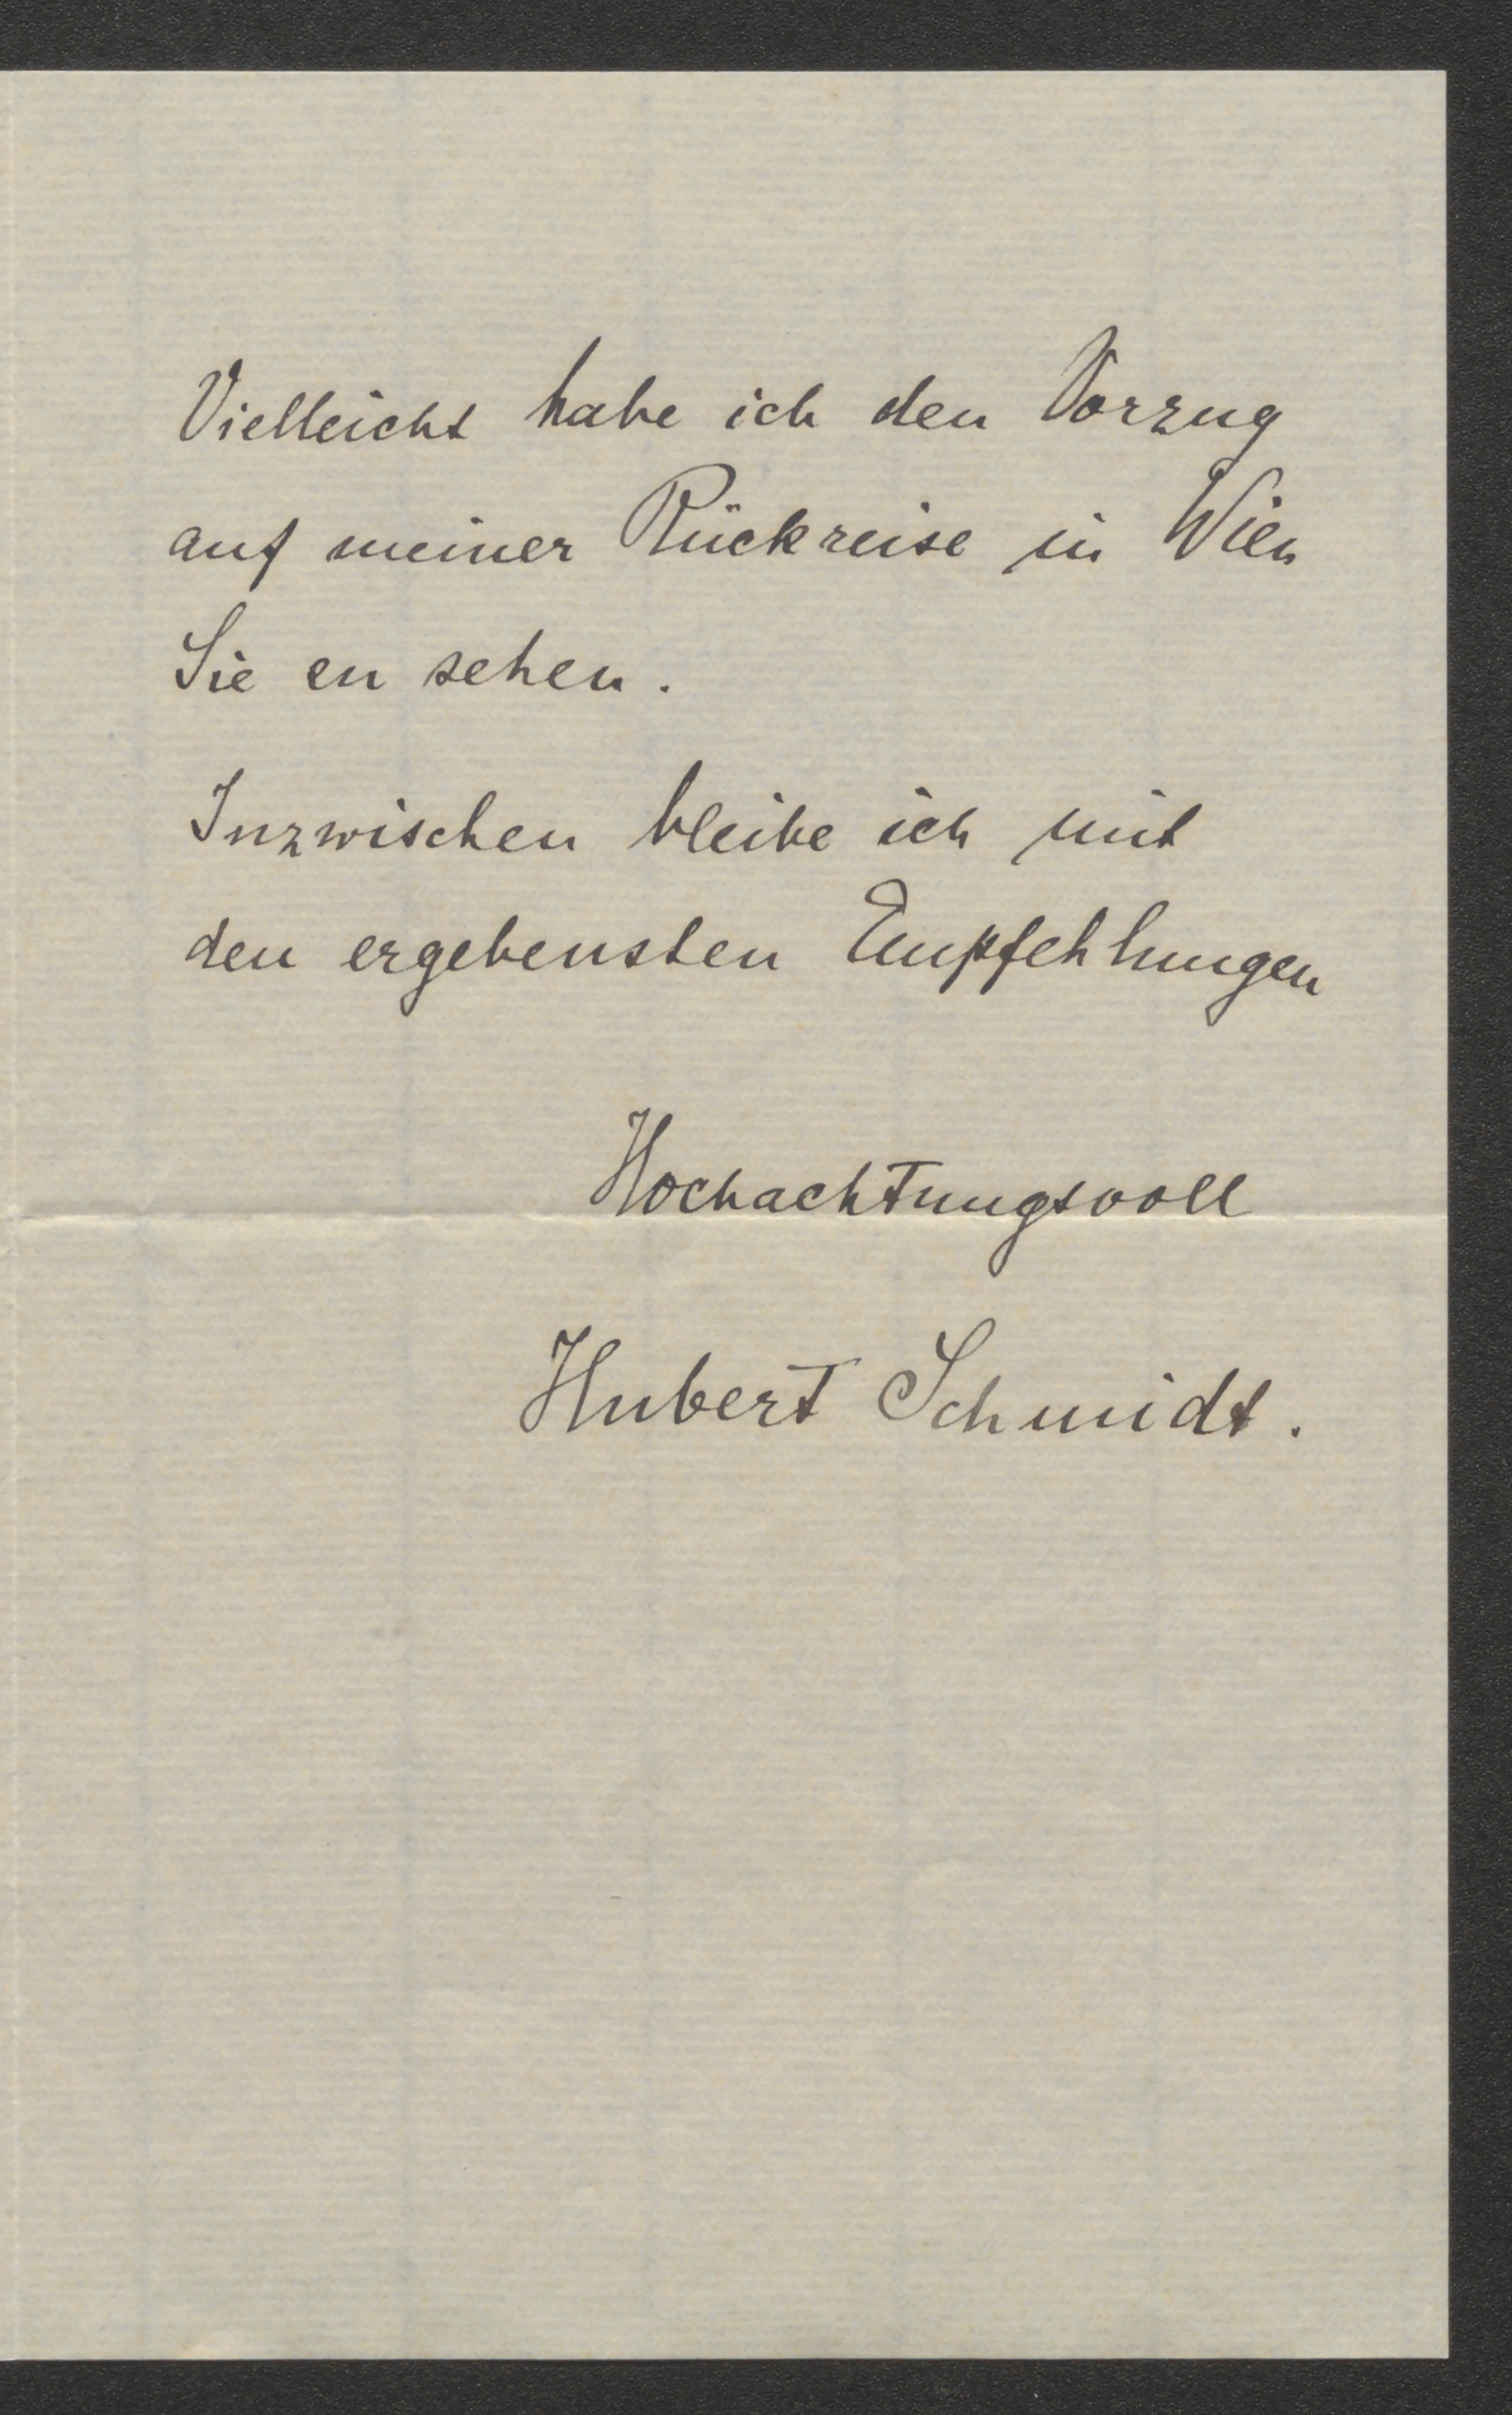 Vielleicht habe ich den Vorzug
auf meiner Rückreise in Wien
Sie en sehen.
Inzwischen bleibe ich mit
den ergebensten Empfehlungen
Hochachtungsvoll
Hubert Schmidt.